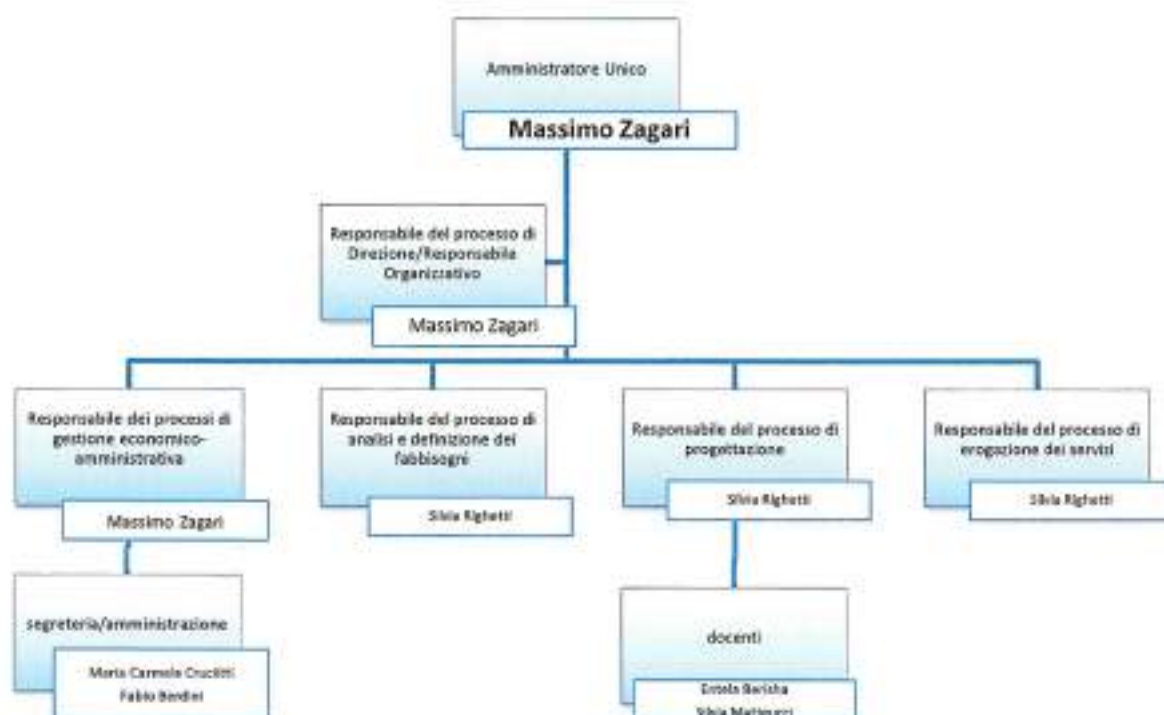 Amministratore Unico
Massimo Zagari
Responsabile del processo di
Direzione/Responsabile
Organizzativo
Massimo Zagari
Responsabile dei processi di
gestione economico-
amministrativa
Massimo Zagari
Responsabile del processo di
analisi e definizione dei
fabbisogni
Silvia Righetti
Responsabile del processo di
progettazione
Silvia Righetti
Responsabile del processo di
erogazione dei servizi
Silvia Righetti
segreteria/amministrazione
Maria Carmela Crucitti
Fabio Berdini
docenti
Entela Berisha
Silvia Matteucci